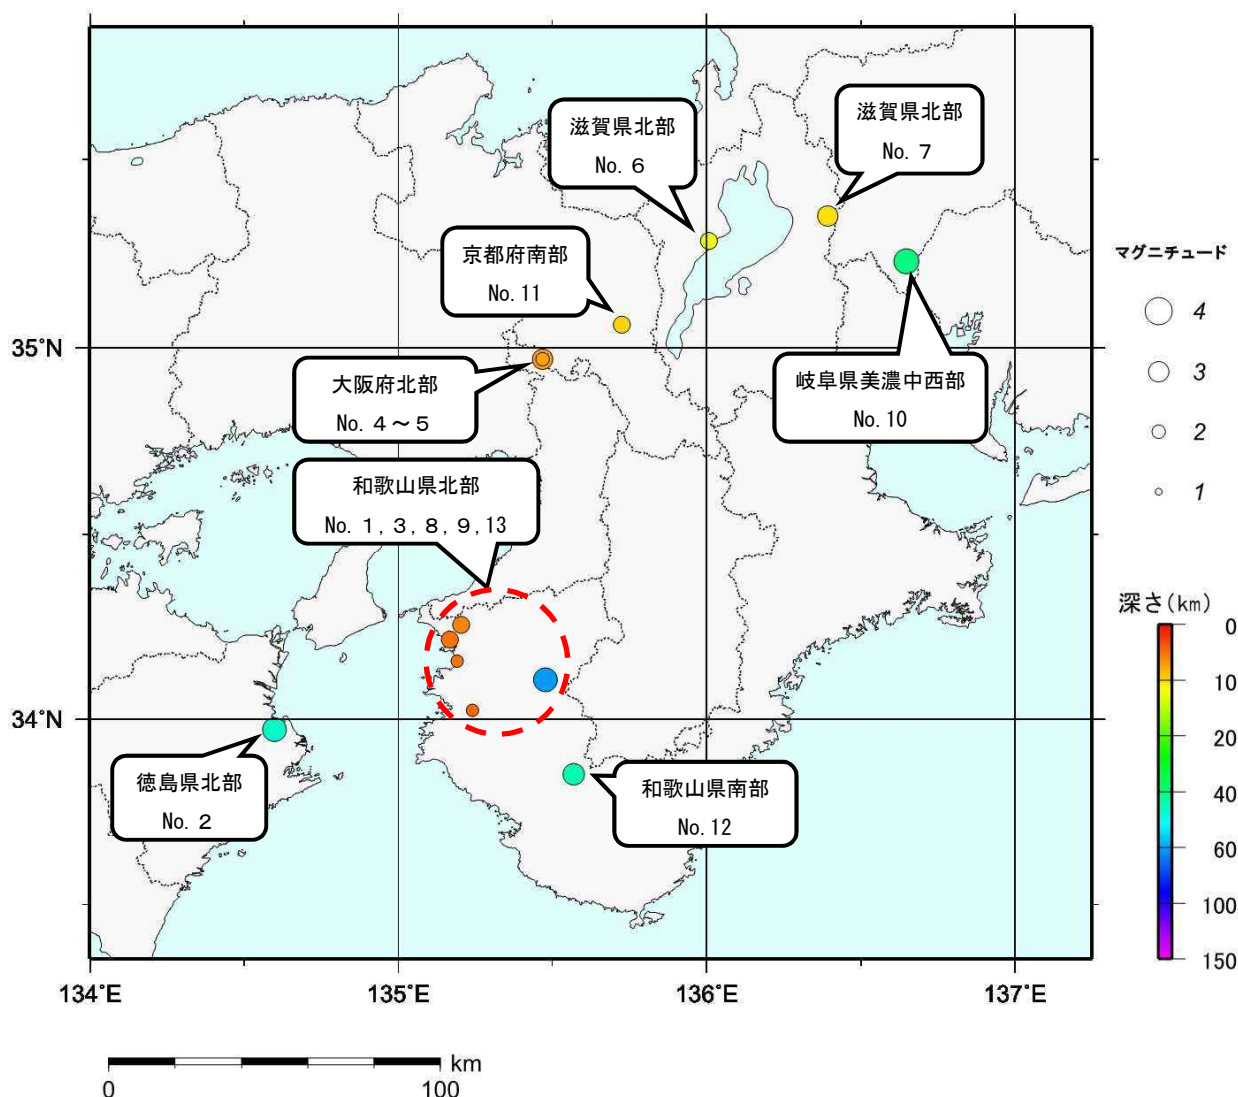 滋賀県北部
No. 6
滋賀県北部
No. 7
京都府南部
No. 11
大阪府北部
No. 4～5
岐阜県美濃中西部
No. 10
和歌山県北部
No. 1, 3, 8, 9, 13
徳島県北部
No. 2
和歌山県南部
No. 12
35°N
34°N
134°E
135°E
136°E
137°E
マグニチュード
4
3
2
1
深さ(km)
0
10
20
40
60
100
150
km
0
100